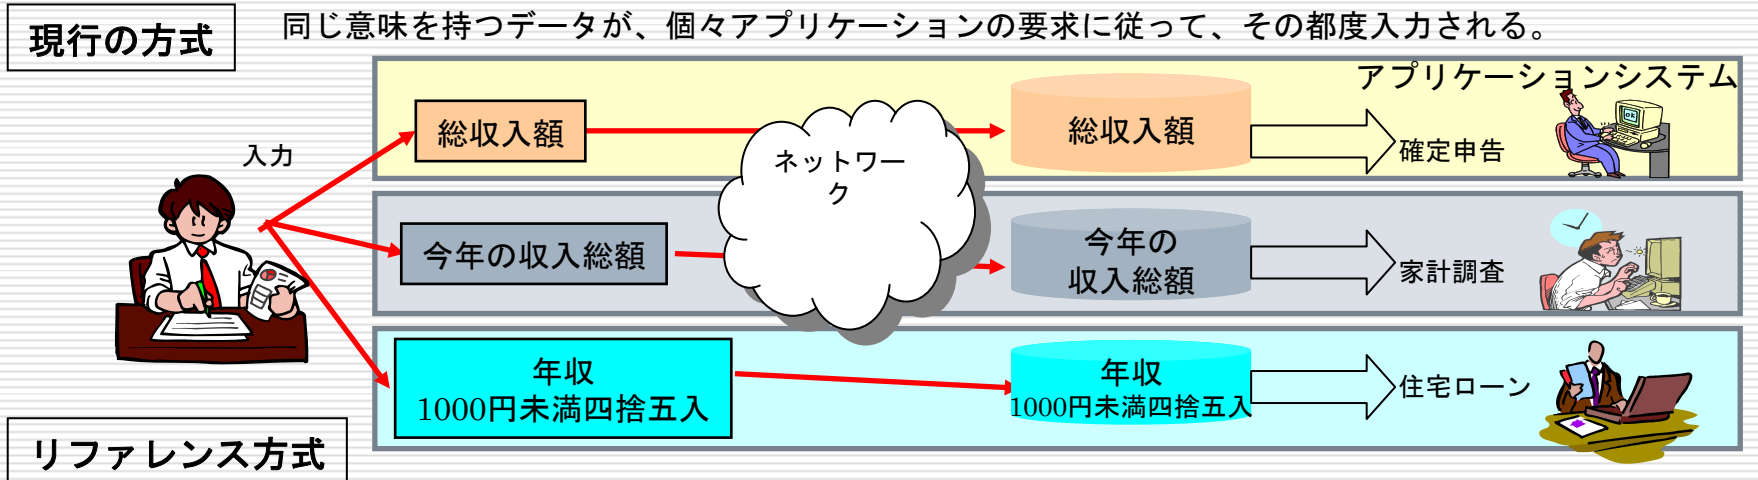 現行の方式
同じ意味を持つデータが、個々アプリケーションの要求に従って、その都度入力される。
アプリケーションシステム
入力
総収入額
ネットワー
ク
総収入額
確定申告
OK
今年の収入総額
今年の
収入総額
家計調査
年収
1000円未満四捨五入
年収
1000円未満四捨五入
住宅ローン
リファレンス方式